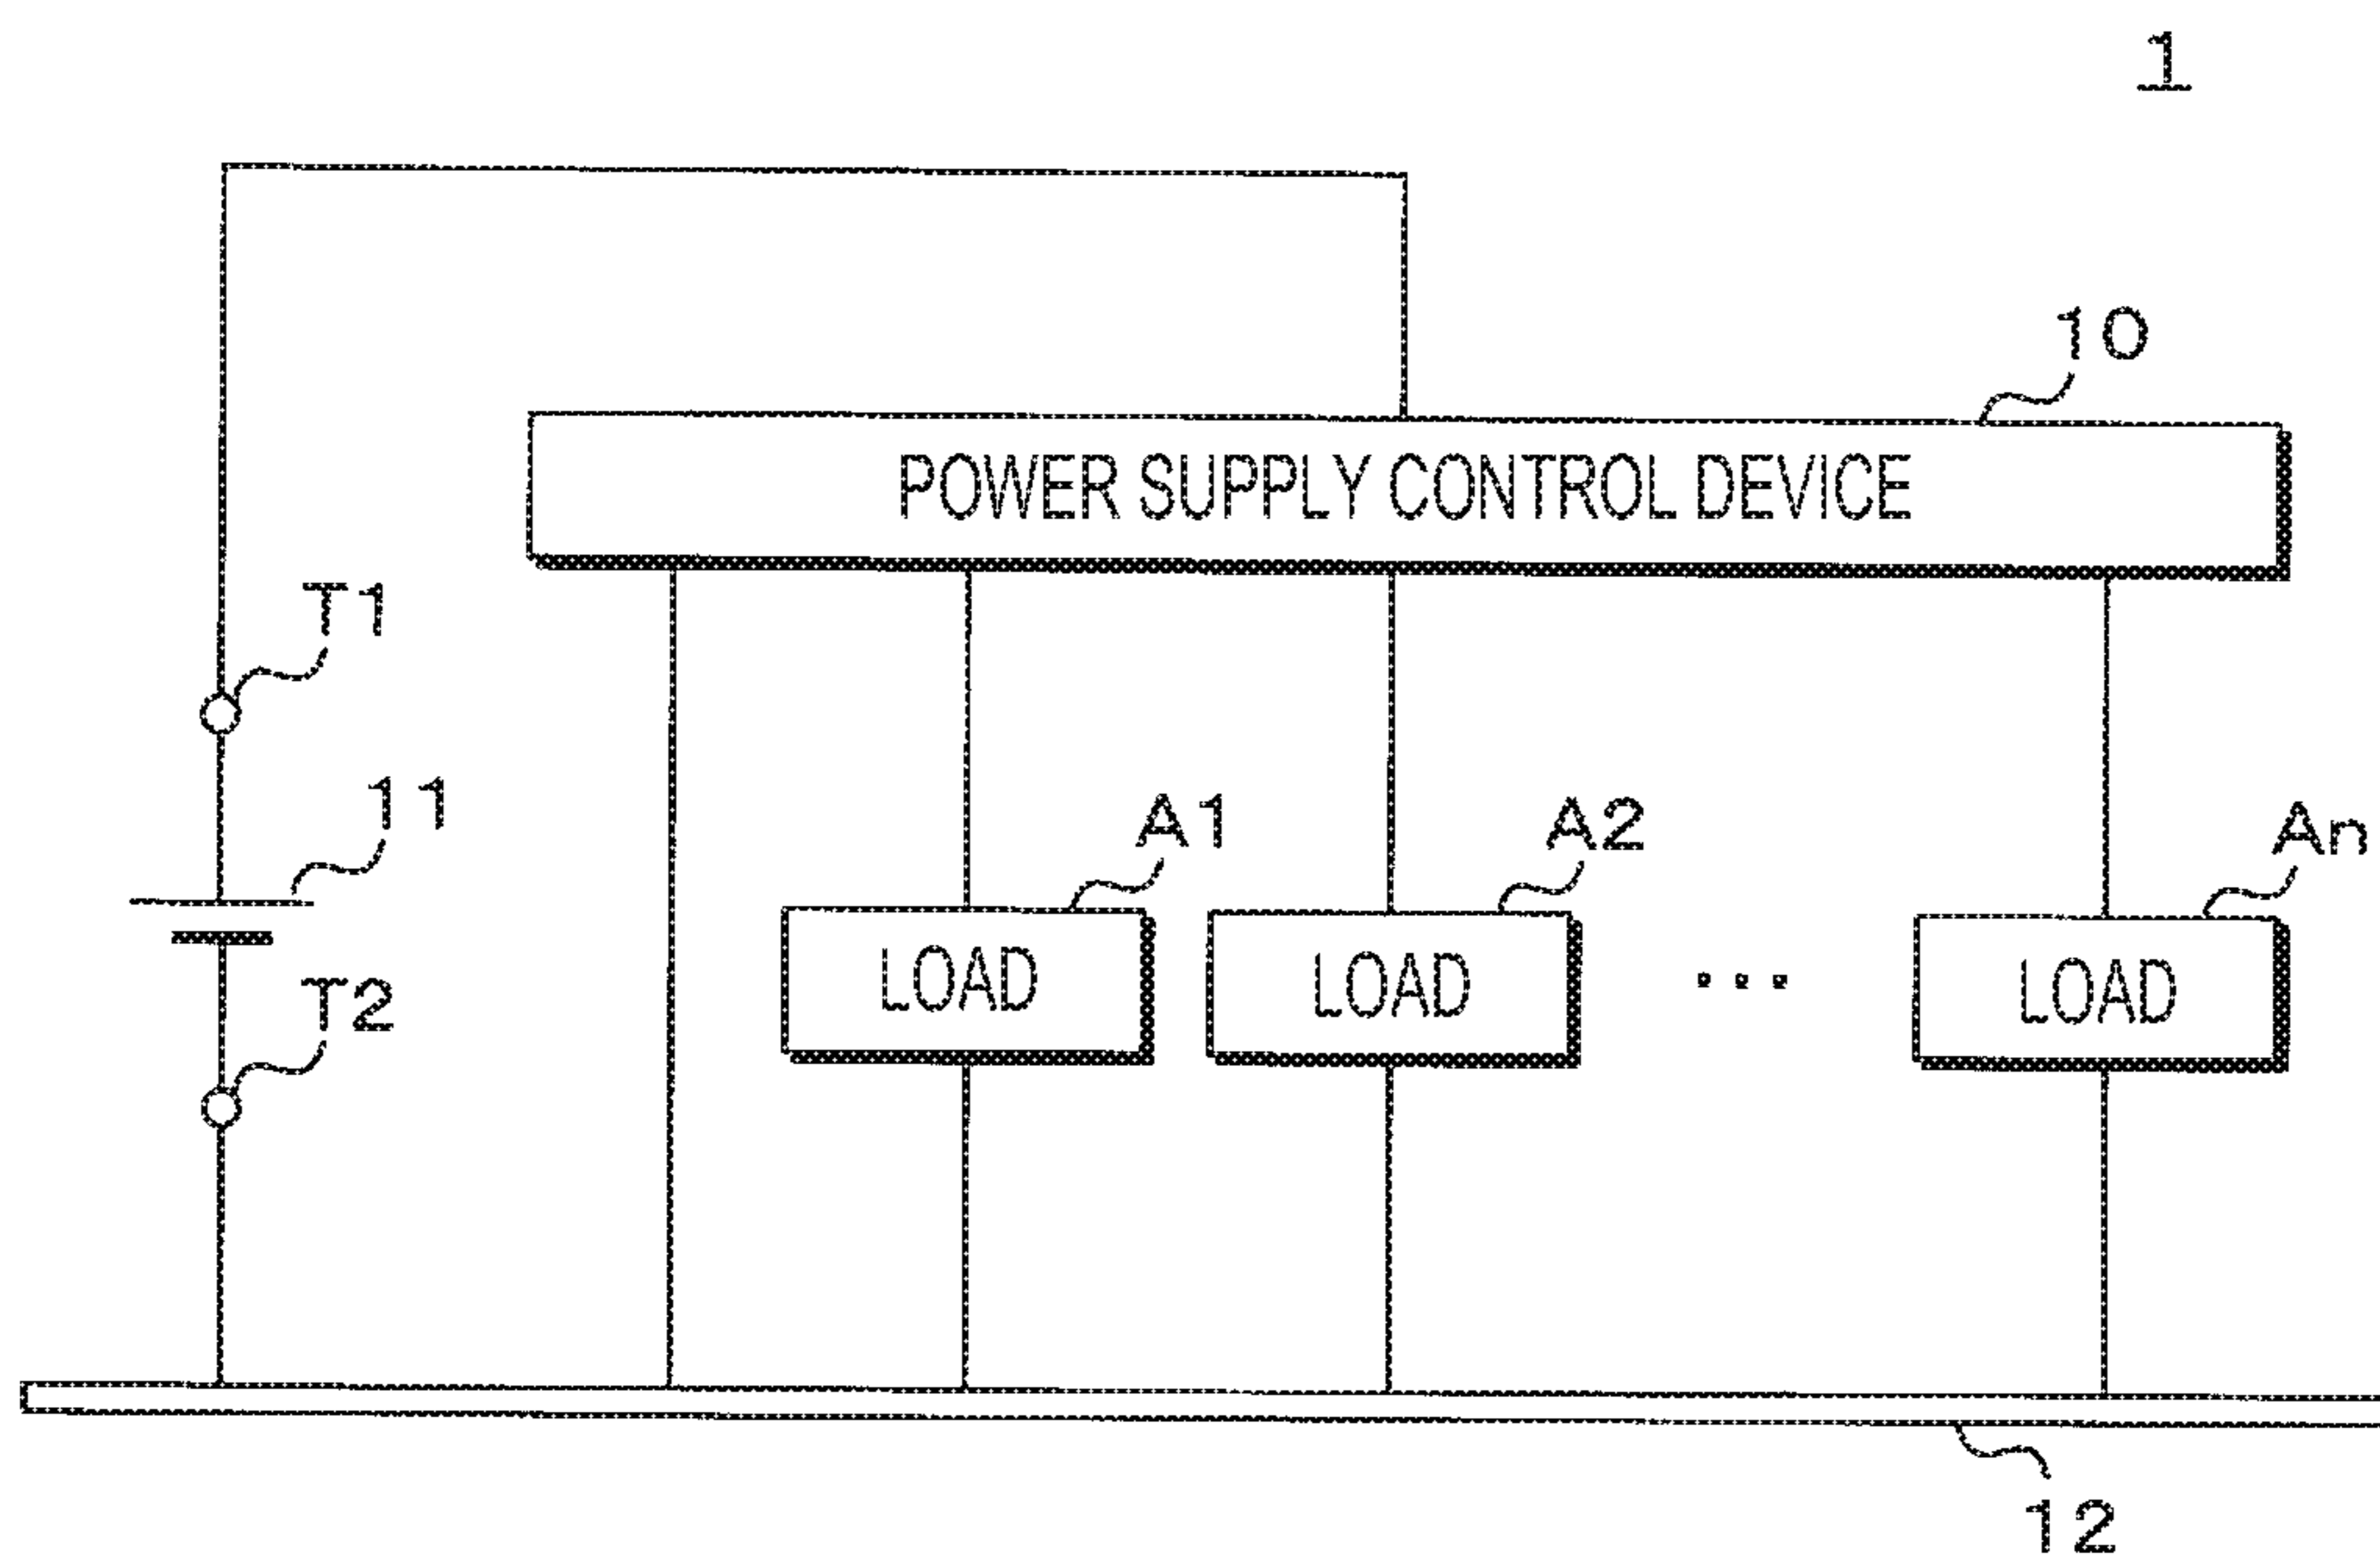 1
10
POWER SUPPLY CONTROL DEVICE
T1
11
A1
A2
An
LOAD
LOAD
...
LOAD
T2
12